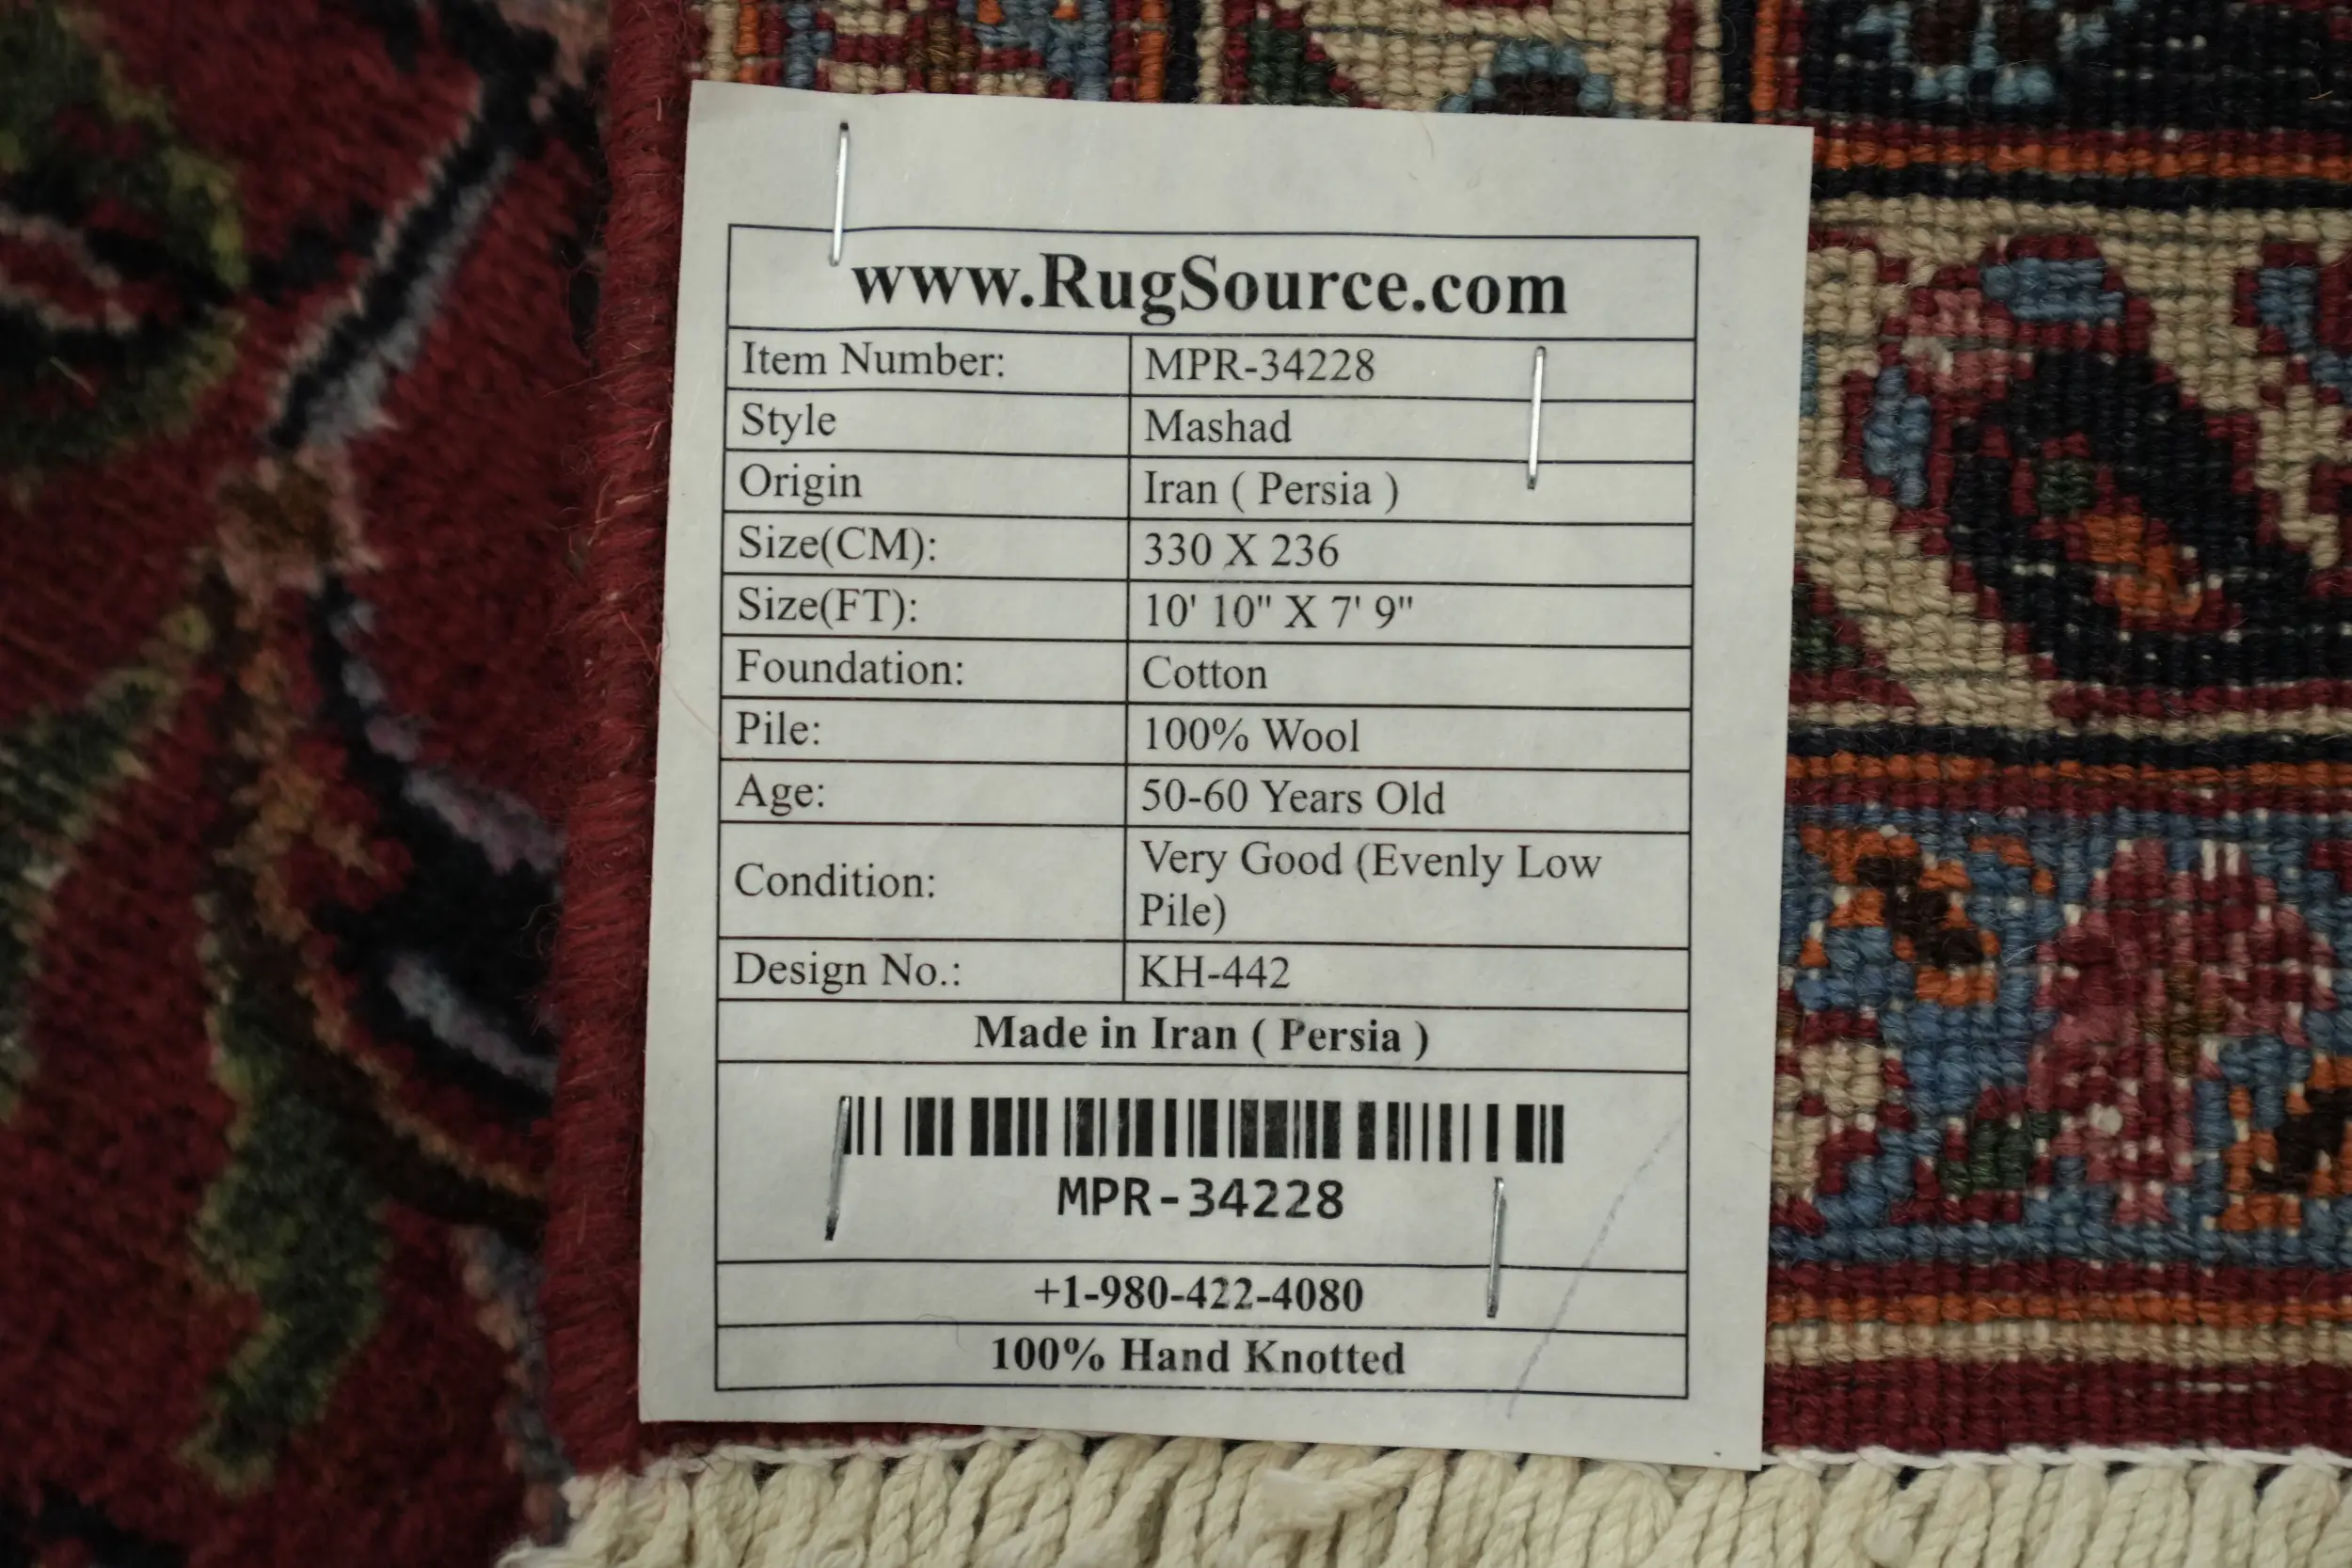 www.RugSource.com
Item Number: MPR-34228
Style Mashad
Origin Iran ( Persia )
Size(CM): 330 X 236
Size(FT): 10' 10" X 7' 9"
Foundation: Cotton
Pile: 100% Wool
Age: 50-60 Years Old
Condition: Very Good (Evenly Low
Pile)
Design No.: KH-442
Made in Iran ( Persia )
MPR-34228
+1-980-422-4080
100% Hand Knotted